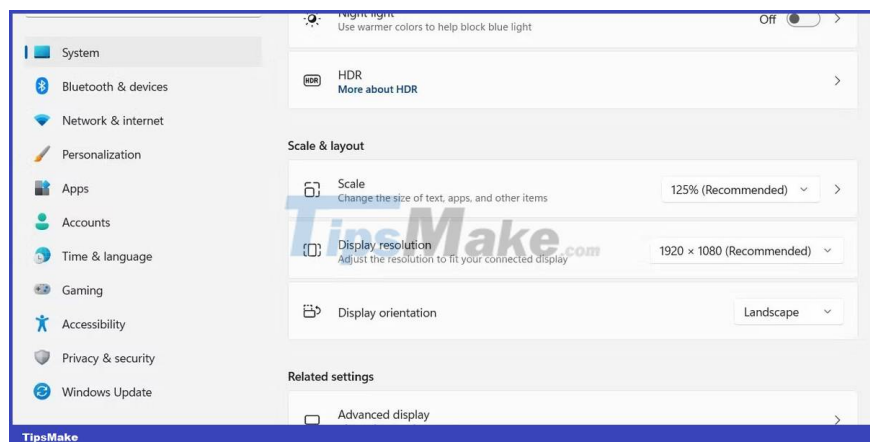 Night light
Use warmer colors to help block blue light
Off
System
Bluetooth & devices
HDR
HDR
More about HDR
Network & internet
Personalization
Scale & layout
Apps
Scale
Change the size of text, apps, and other items
125% (Recommended)
Accounts
TipsMake.com
Time & language
Display resolution
Adjust the resolution to fit your connected display
1920 × 1080 (Recommended)
Gaming
Display orientation
Landscape
Accessibility
Privacy & security
Related settings
Windows Update
Advanced display
TipsMake